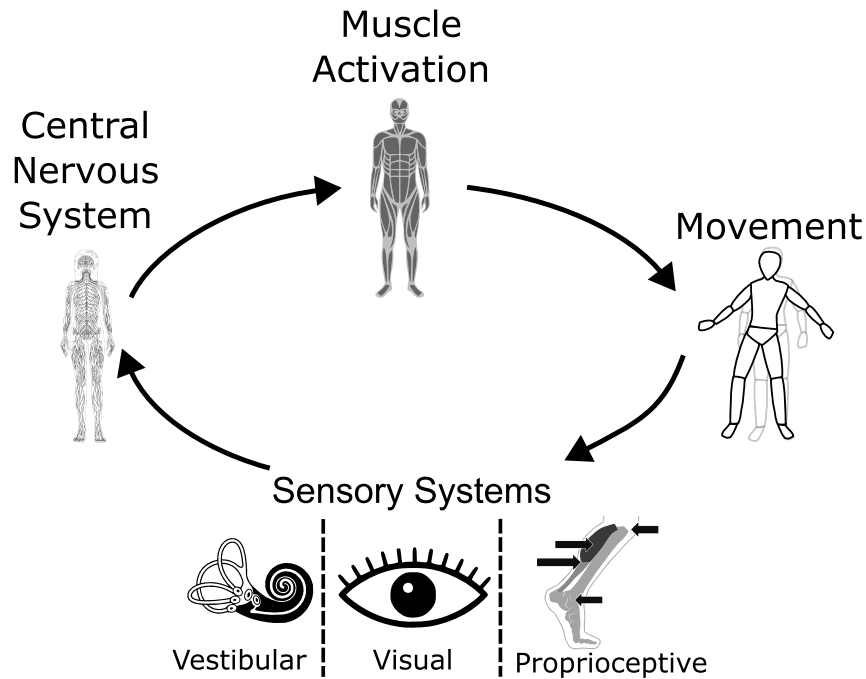 Muscle
Activation
Central
Nervous
System
Movement
Sensory Systems
Vestibular
Visual
Proprioceptive